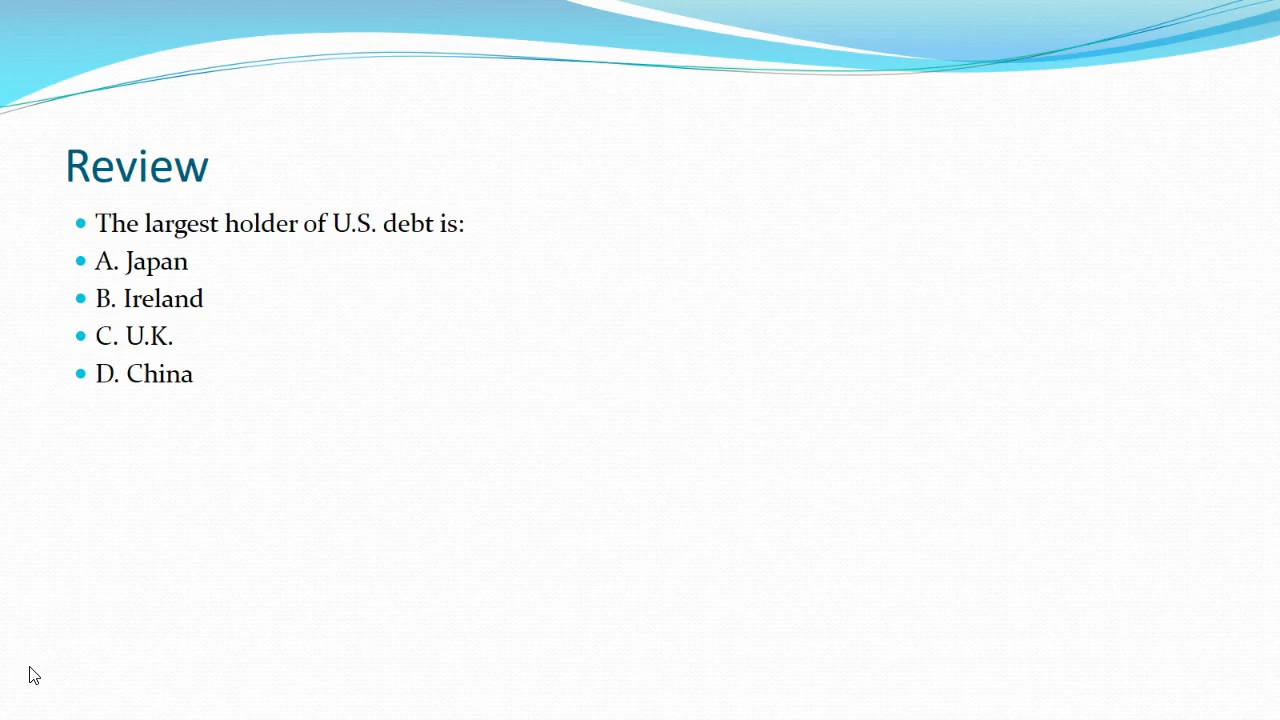 Review
The largest holder of U.S. debt is:
A. Japan
B. Ireland
C. U.K.
D. China